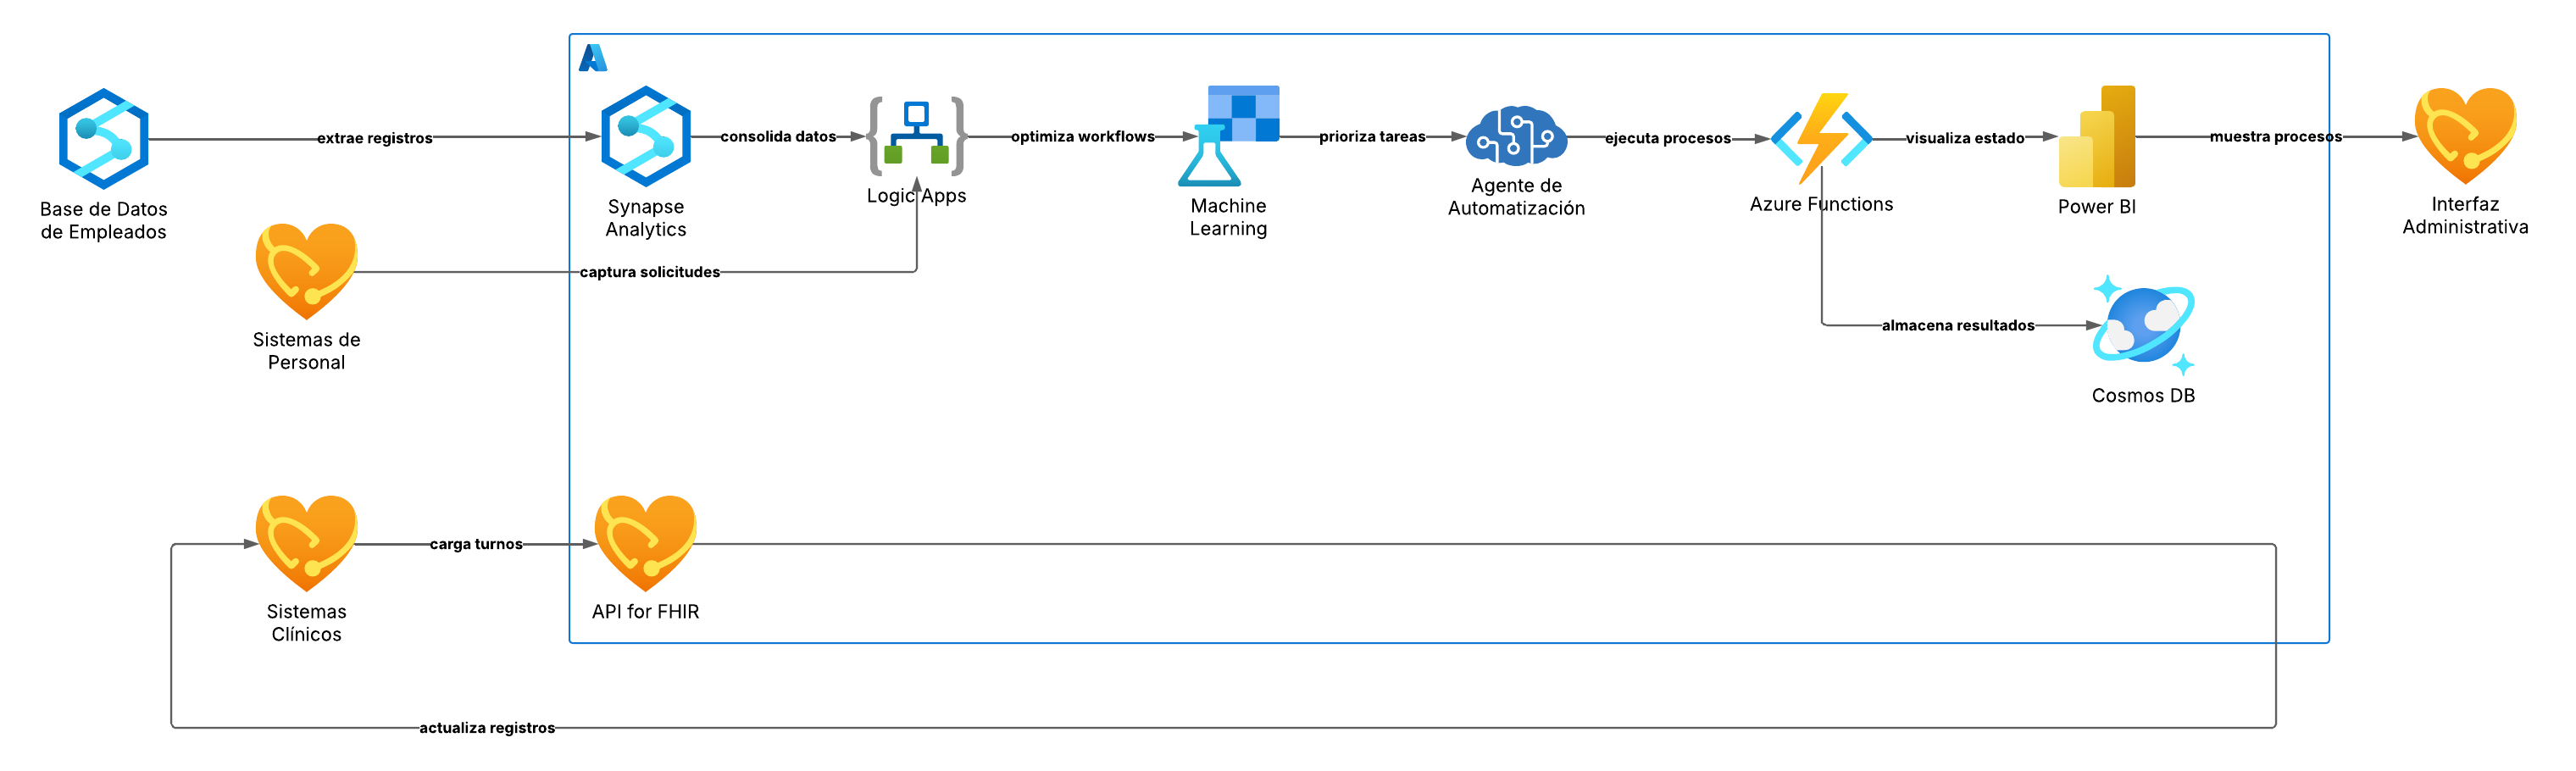 extrae registros
consolida datos
optimiza workflows
prioriza tareas
ejecuta procesos
visualiza estado
muestra procesos
Base de Datos
de Empleados
Synapse
Analytics
Logic Apps
Machine
Learning
Agente de
Automatización
Azure Functions
Power BI
Interfaz
Administrativa
captura solicitudes
Sistemas de
Personal
almacena resultados
Cosmos DB
carga turnos
Sistemas
Clínicos
API for FHIR
actualiza registros